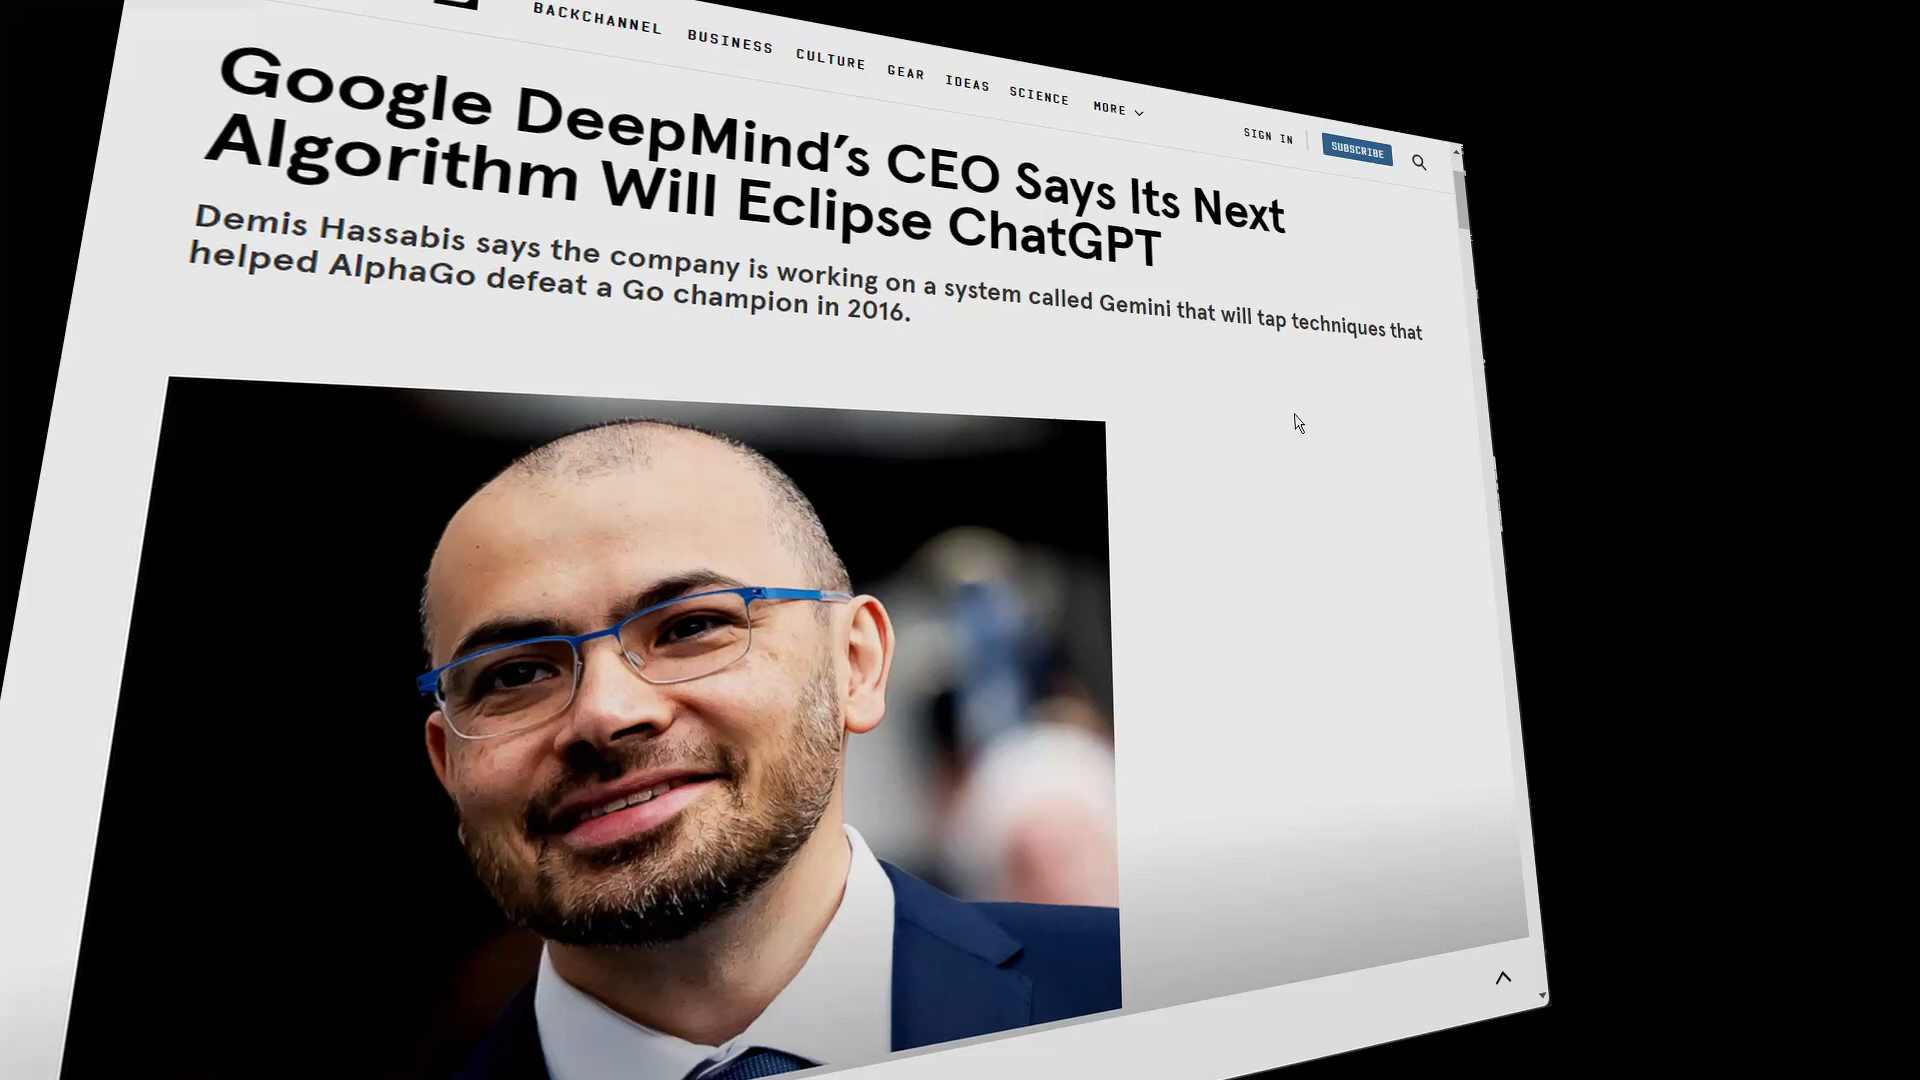 BACKCHANNEL BUSINESS CULTURE GEAR IDEAS SCIENCE MORE
SIGN IN SUBSCRIBE
Google DeepMind's CEO Says Its Next
Algorithm Will Eclipse ChatGPT
Demis Hassabis says the company is working on a system called Gemini that will tap techniques that
helped AlphaGo defeat a Go champion in 2016.